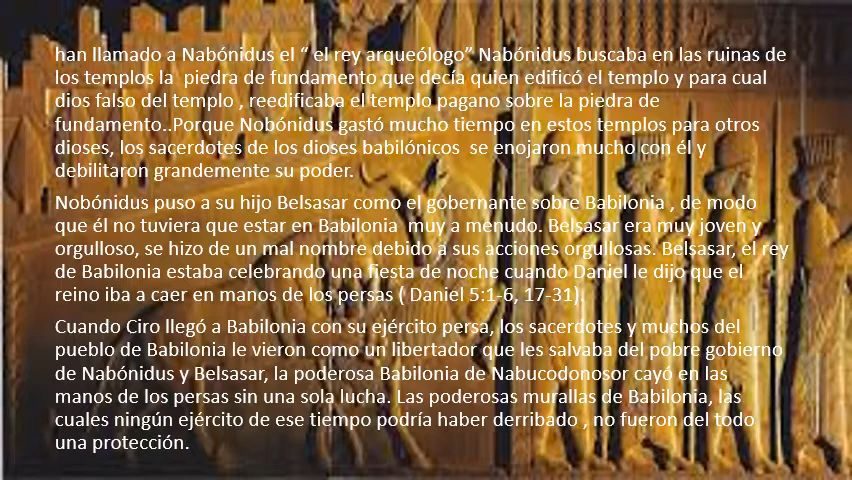 han llamado a Nabónidus el “ el rey arqueólogo” Nabónidus buscaba en las ruinas de
los templos la  piedra de fundamento que decía quien edificó el templo y para cual
dios falso del templo , reedificaba el templo pagano sobre la piedra de
fundamento..Porque Nobónidus gastó mucho tiempo en estos templos para otros
dioses, los sacerdotes de los dioses babilónicos  se enojaron mucho con él y
debilitaron grandemente su poder.
Nobónidus puso a su hijo Belsasar como el gobernante sobre Babilonia , de modo
que él no tuviera que estar en Babilonia  muy a menudo. Belsasar era muy joven y
orgulloso, se hizo de un mal nombre debido a sus acciones orgullosas. Belsasar, el rey
de Babilonia estaba celebrando una fiesta de noche cuando Daniel le dijo que el
reino iba a caer en manos de los persas ( Daniel 5:1-6, 17-31).
Cuando Ciro llegó a Babilonia con su ejército persa, los sacerdotes y muchos del
pueblo de Babilonia le vieron como un libertador que les salvaba del pobre gobierno
de Nabónidus y Belsasar, la poderosa Babilonia de Nabucodonosor cayó en las
manos de los persas sin una sola lucha. Las poderosas murallas de Babilonia, las
cuales ningún ejército de ese tiempo podría haber derribado , no fueron del todo
una protección.